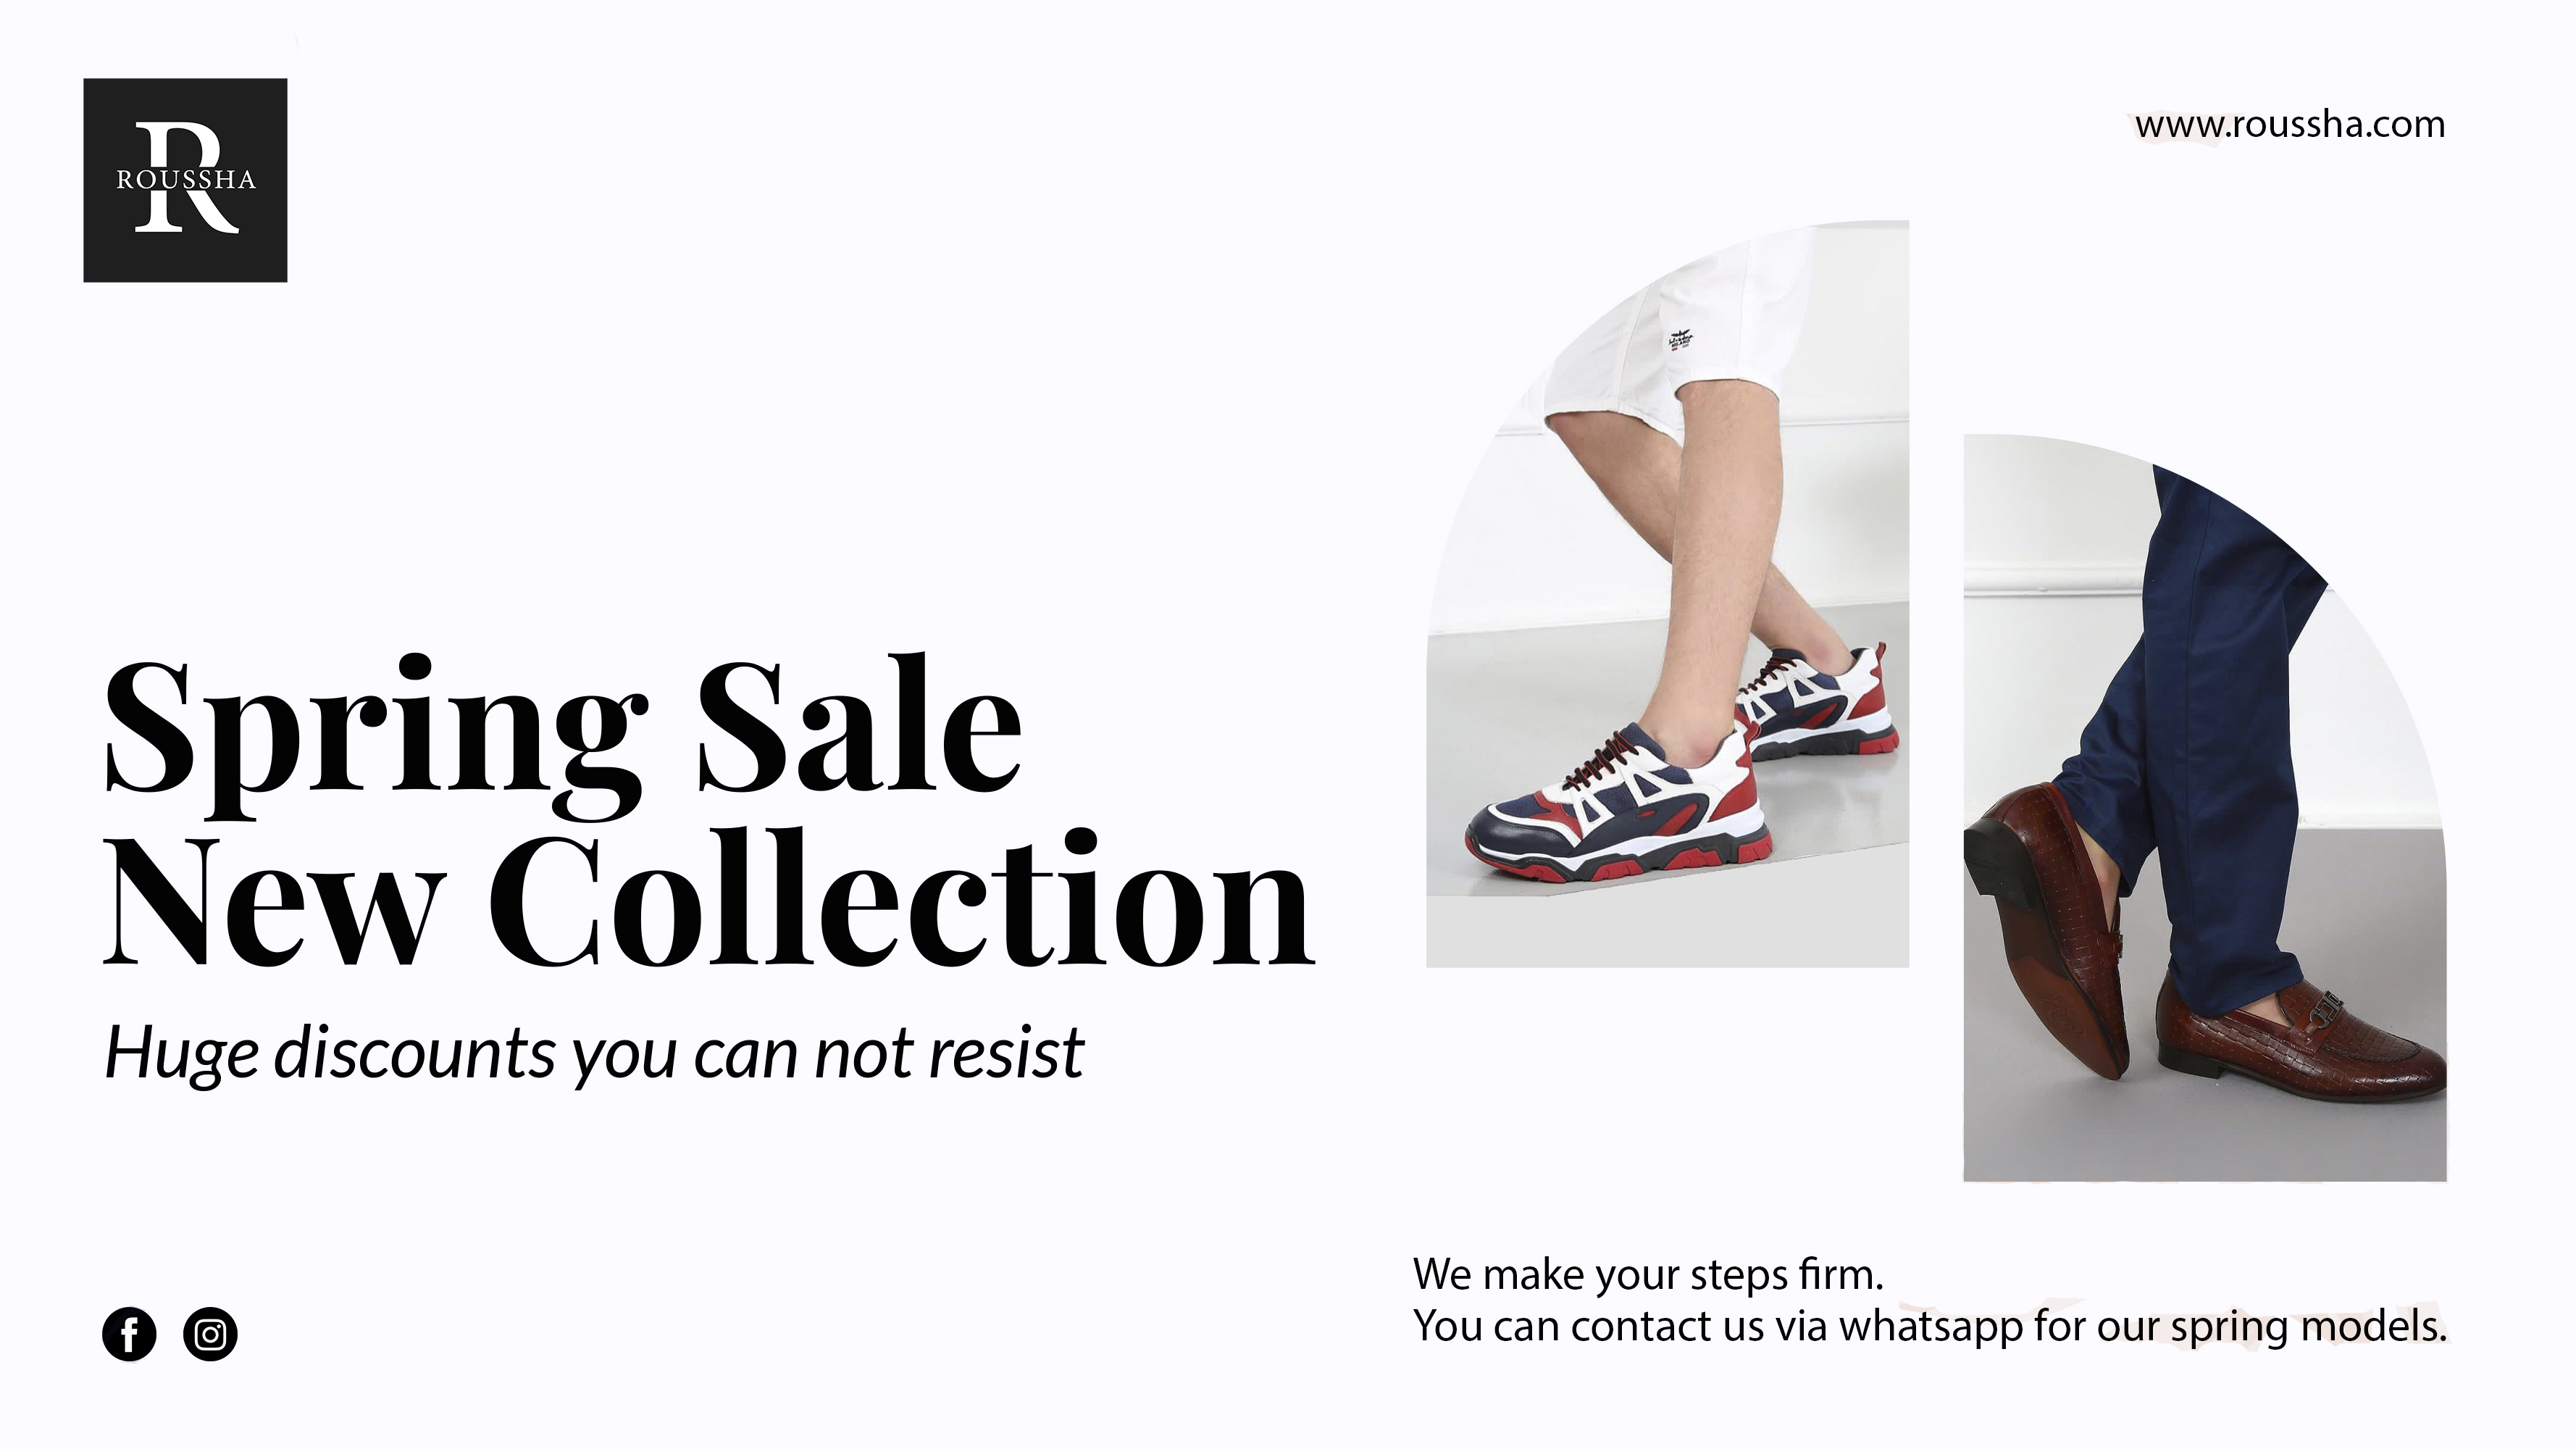 ROUSSHA
www.roussha.com
Spring Sale
New Collection
Huge discounts you can not resist
We make your steps firm.
You can contact us via whatsapp for our spring models.